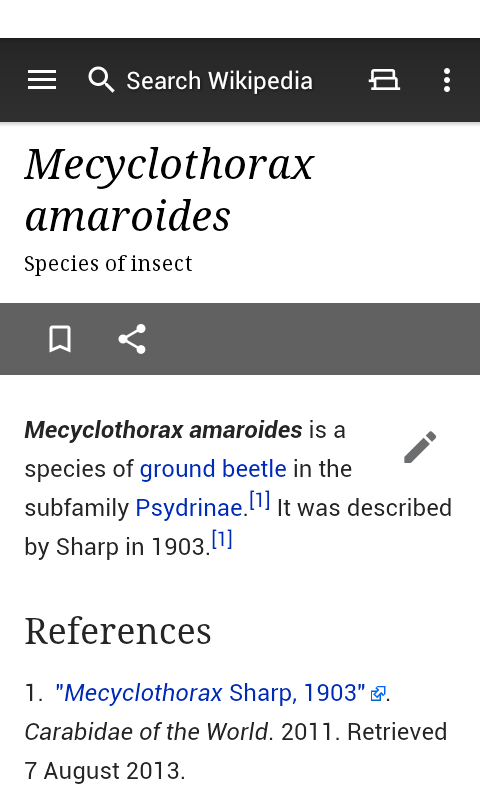 Search Wikipedia
Mecyclothorax
amaroides
Species of insect
Mecyclothorax amaroides is a
species of ground beetle in the
subfamily Psydrinae.[1] It was described
by Sharp in 1903.[1]
References
1. "Mecyclothorax Sharp, 1903".
Carabidae of the World. 2011. Retrieved
7 August 2013.